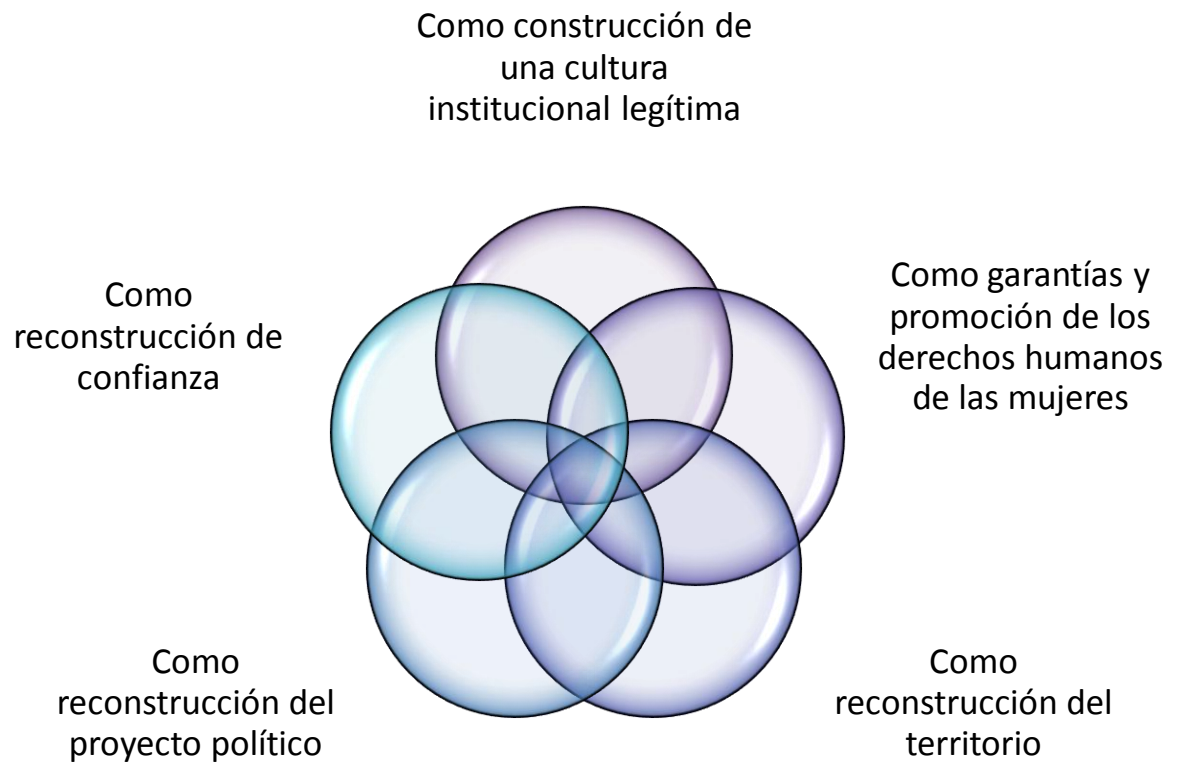 Como construcción de
una cultura
institucional legítima
Como garantías y
promoción de los
derechos humanos
de las mujeres
Como
reconstrucción del
territorio
Como
reconstrucción del
proyecto político
Como
reconstrucción de
confianza